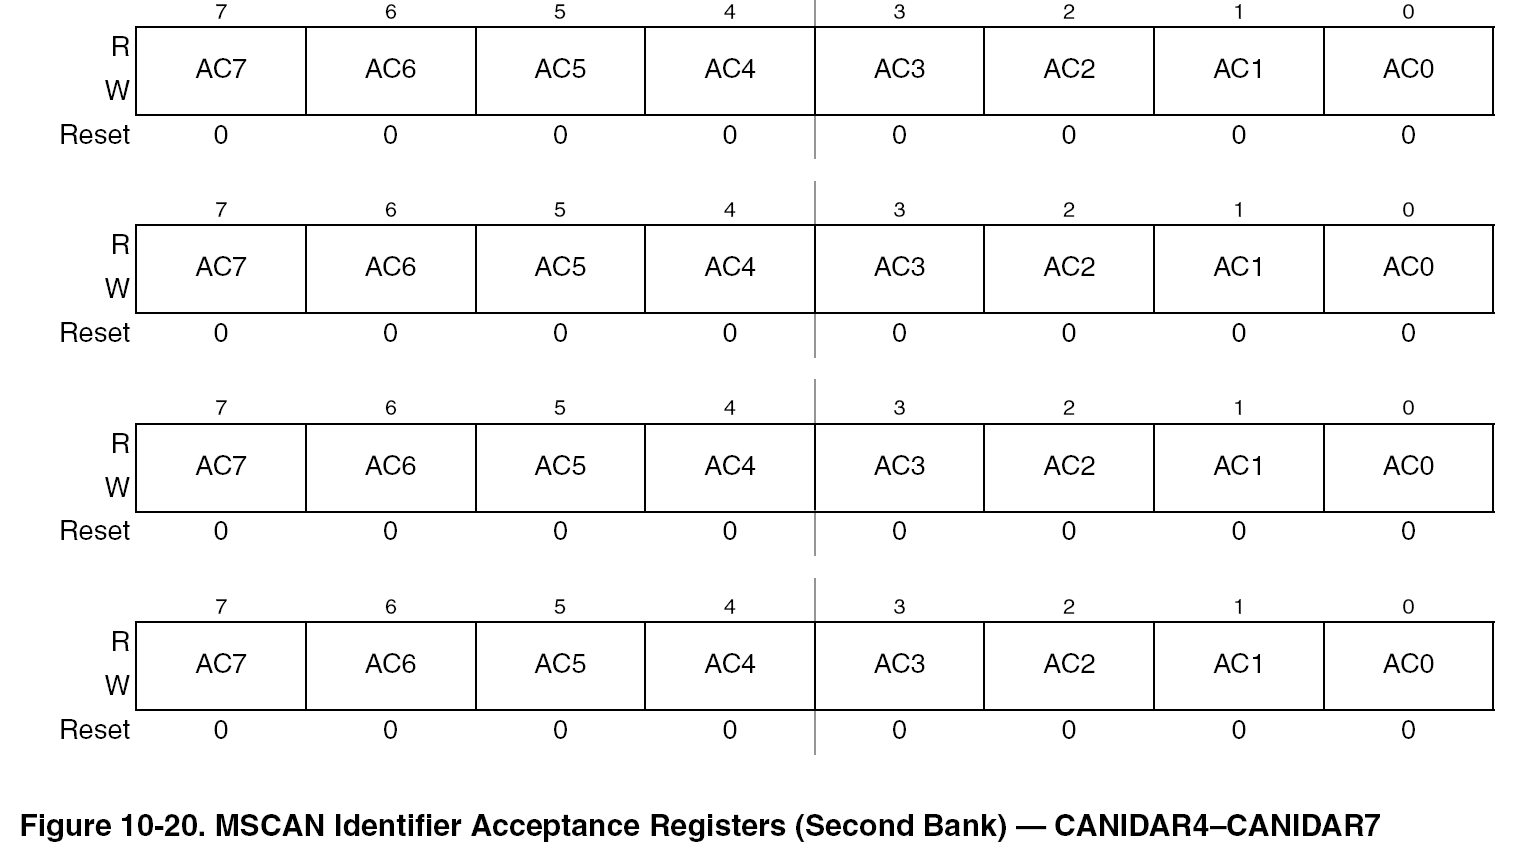 7 6 5 4 3 2 1 0
R
AC7 AC6 AC5 AC4 AC3 AC2 AC1 AC0
W
Reset 0 0 0 0 0 0 0 0
7 6 5 4 3 2 1 0
R
AC7 AC6 AC5 AC4 AC3 AC2 AC1 AC0
W
Reset 0 0 0 0 0 0 0 0
7 6 5 4 3 2 1 0
R
AC7 AC6 AC5 AC4 AC3 AC2 AC1 AC0
W
Reset 0 0 0 0 0 0 0 0
7 6 5 4 3 2 1 0
R
AC7 AC6 AC5 AC4 AC3 AC2 AC1 AC0
W
Reset 0 0 0 0 0 0 0 0
Figure 10-20. MSCAN Identifier Acceptance Registers (Second Bank) — CANIDAR4–CANIDAR7